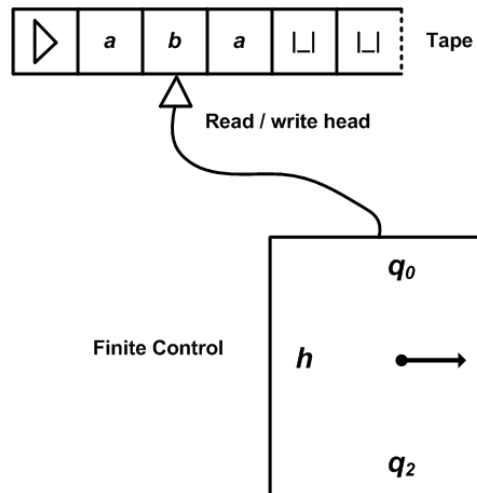 ▷ a b a |_| |_| Tape
Read / write head
q₀
Finite Control
h
q₂